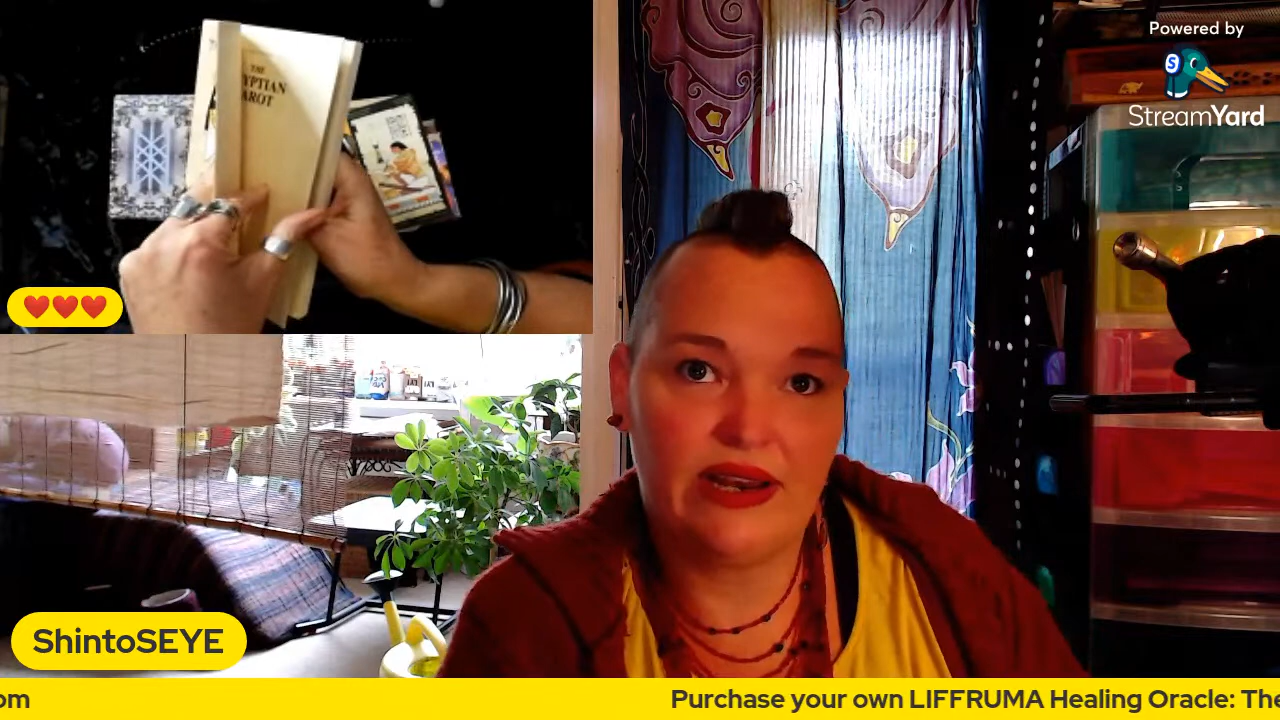 THE
YPTIAN
AROT
Powered by
S
StreamYard
ShintoSEYE
om
Purchase your own LIFFRUMA Healing Oracle: The